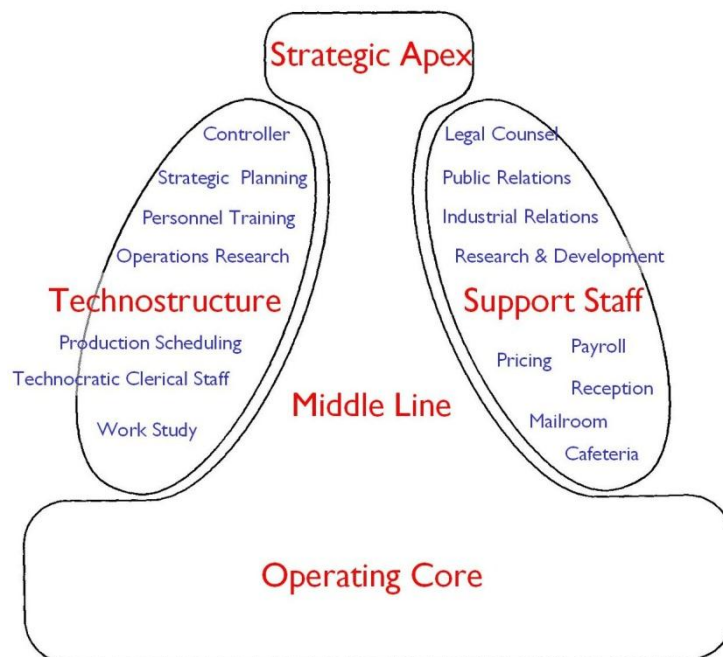 Strategic Apex
Controller
Strategic Planning
Personnel Training
Operations Research
Technostructure
Production Scheduling
Technocratic Clerical Staff
Work Study
Legal Counsel
Public Relations
Industrial Relations
Research & Development
Support Staff
Pricing
Payroll
Reception
Mailroom
Cafeteria
Middle Line
Operating Core